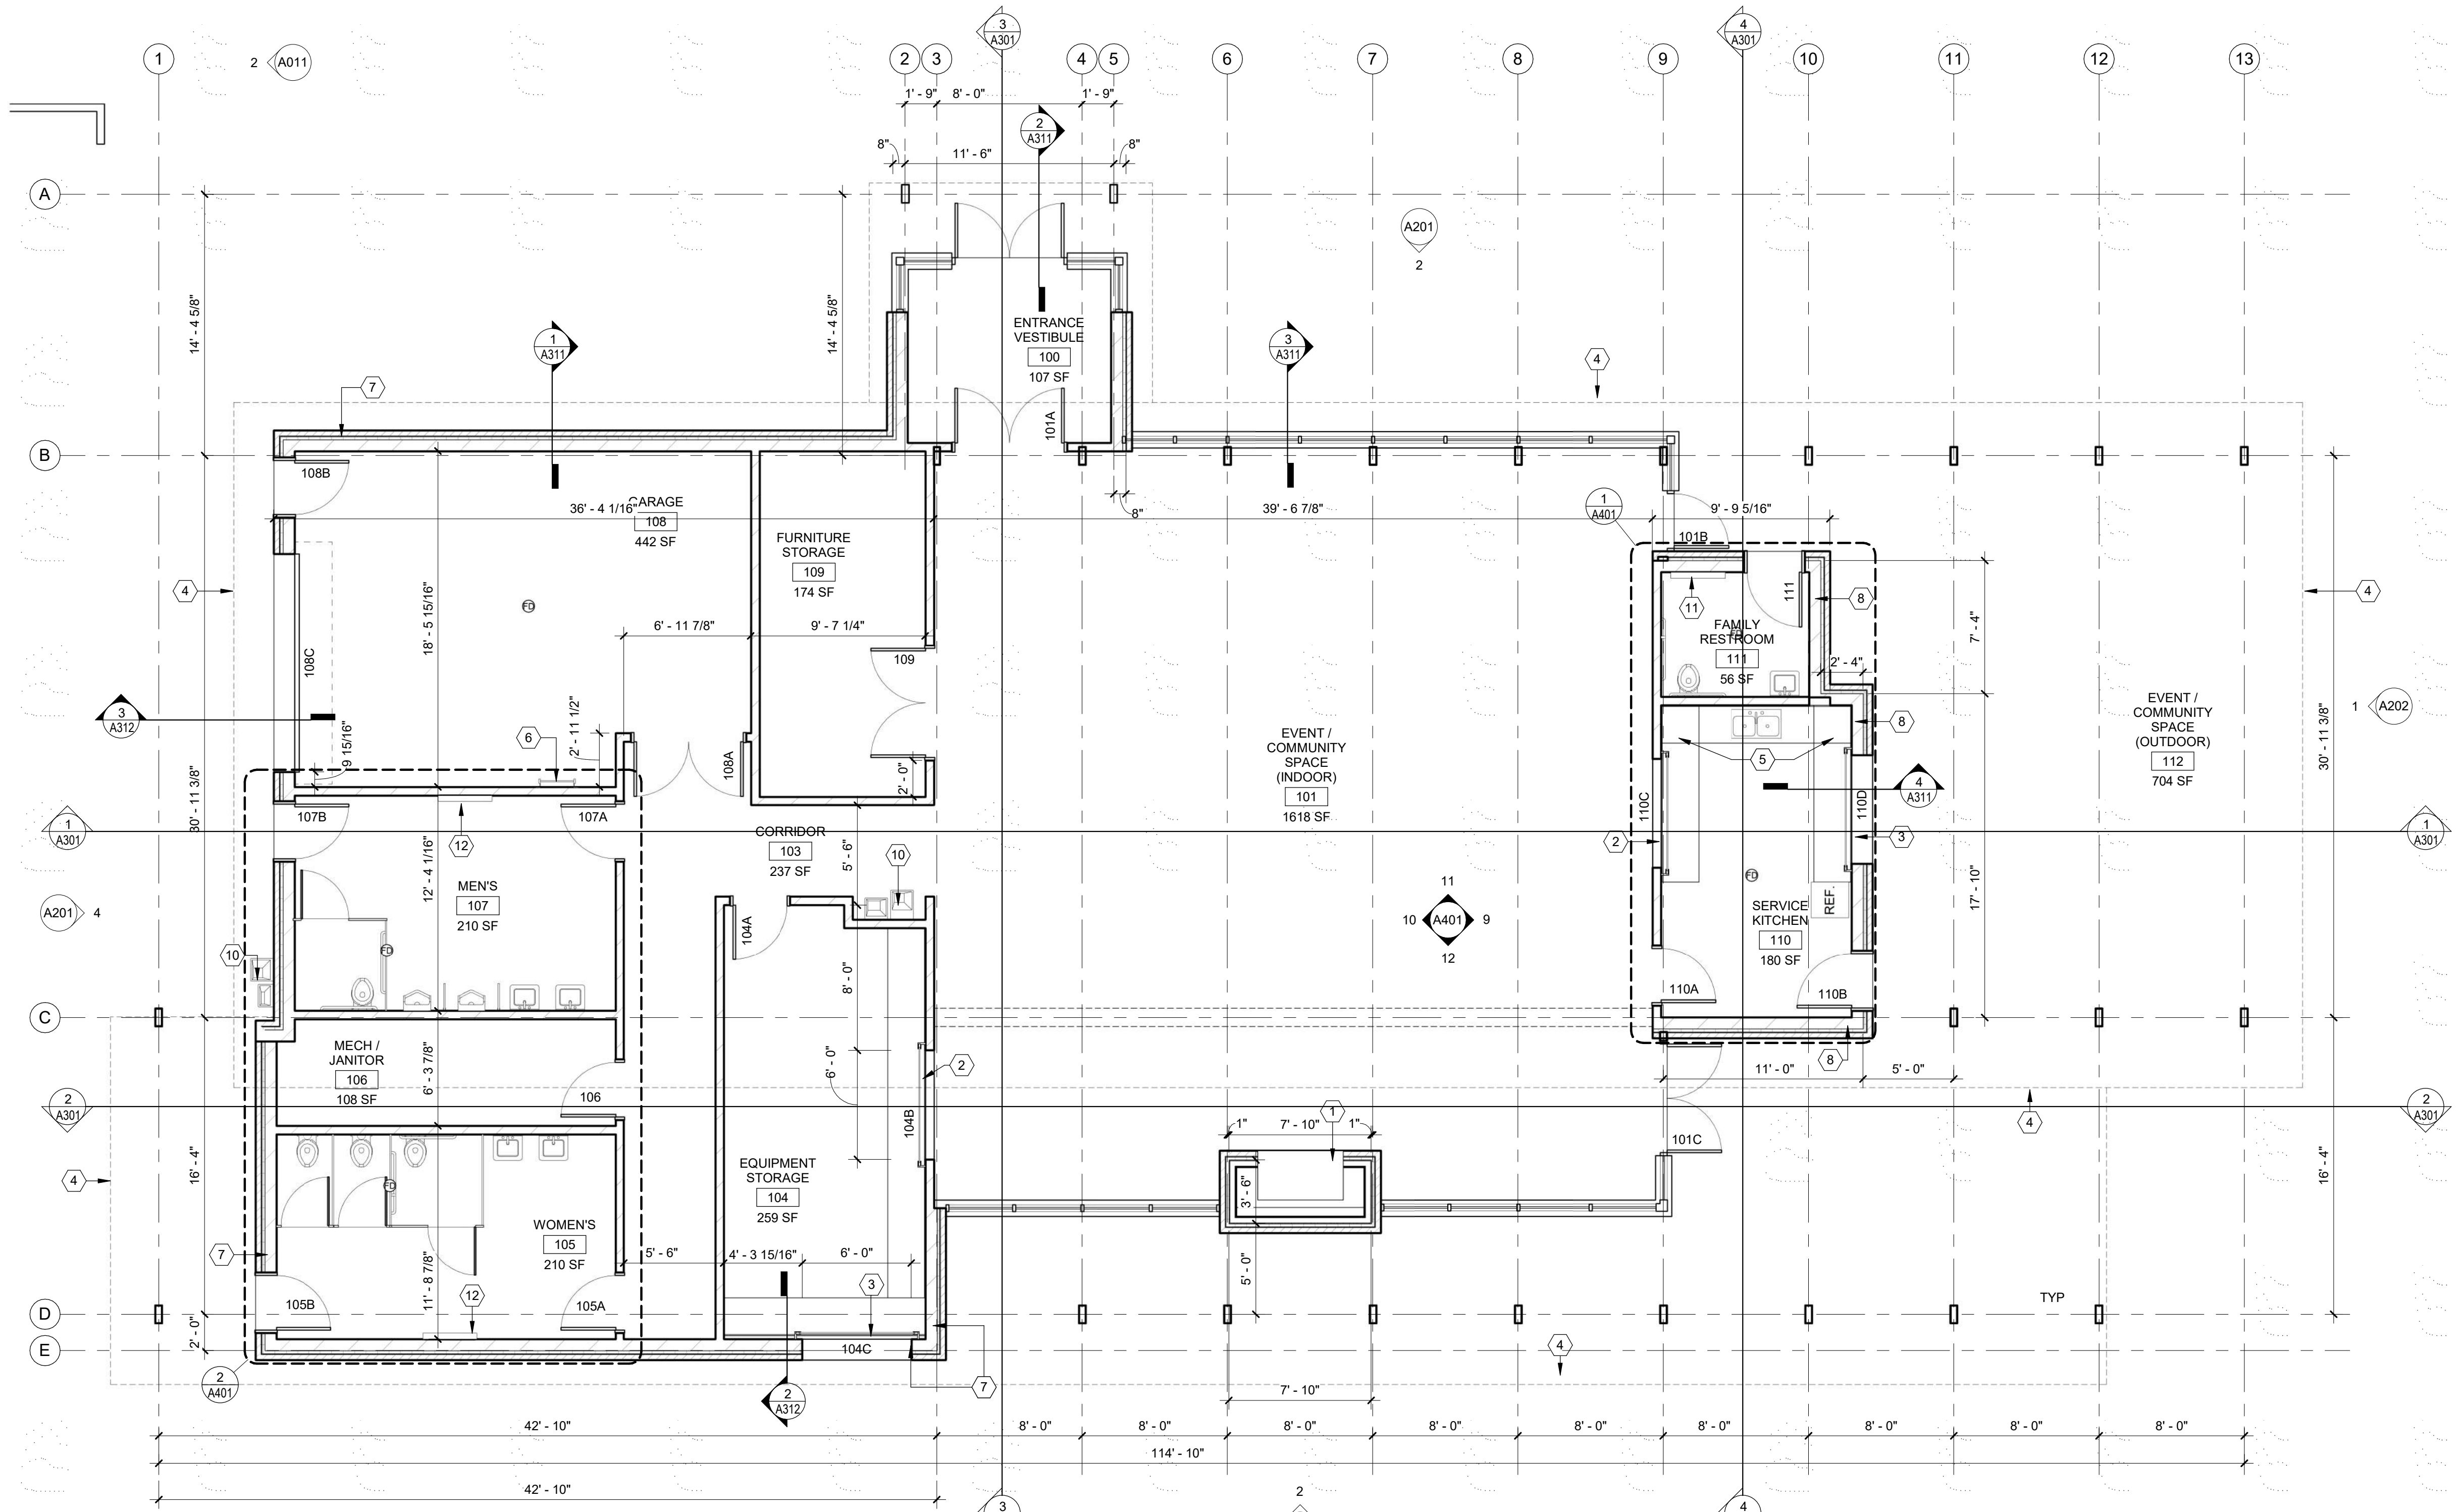 3
A301
4
A301
1
2
A011
2
3
4
5
6
7
8
9
10
11
12
13
1' - 9"
8' - 0"
1' - 9"
2
A311
8"
11' - 6"
8"
A
A201
2
14' - 4 5/8"
14' - 4 5/8"
ENTRANCE
VESTIBULE
100
107 SF
1
A311
3
A311
4
7
101A
B
108B
36' - 4 1/16"
GARAGE
108
442 SF
8"
39' - 6 7/8"
1
A401
9' - 9 5/16"
101B
FURNITURE
STORAGE
109
174 SF
4
18' - 5 15/16"
FD
11
111
8
4
7' - 4"
FAMILY
RESTROOM
FD
111
56 SF
2' - 4"
6' - 11 7/8"
9' - 7 1/4"
109
108C
3
A312
9 15/16"
6
2' - 11 1/2"
108A
2' - 0"
EVENT /
COMMUNITY
SPACE
(INDOOR)
101
1618 SF
5
8
EVENT /
COMMUNITY
SPACE
(OUTDOOR)
112
704 SF
1
A202
30' - 11 3/8"
4
A311
110C
110D
30' - 11 3/8"
1
A301
107B
107A
12
CORRIDOR
103
237 SF
5' - 6"
10
2
3
1
A301
FD
12' - 4 1/16"
MEN'S
107
210 SF
A201
4
FD
10
104A
8' - 0"
11
10
A401
9
12
SERVICE
KITCHEN
110
180 SF
REF.
17' - 10"
110A
110B
C
MECH /
JANITOR
106
108 SF
6' - 3 7/8"
106
6' - 0"
2
104B
8
11' - 0"
5' - 0"
2
A301
2
A301
4
1"
7' - 10"
1"
1
101C
4
16' - 4"
FD
EQUIPMENT
STORAGE
104
259 SF
3' - 6"
16' - 4"
WOMEN'S
105
210 SF
7
5' - 6"
4' - 3 15/16"
6' - 0"
3
5' - 0"
105B
11' - 8 7/8"
12
105A
TYP
D
2' - 0"
E
104C
4
2
A401
2
A312
7
7' - 10"
42' - 10"
8' - 0"
8' - 0"
8' - 0"
8' - 0"
8' - 0"
8' - 0"
8' - 0"
8' - 0"
8' - 0"
114' - 10"
42' - 10"
3
2
4